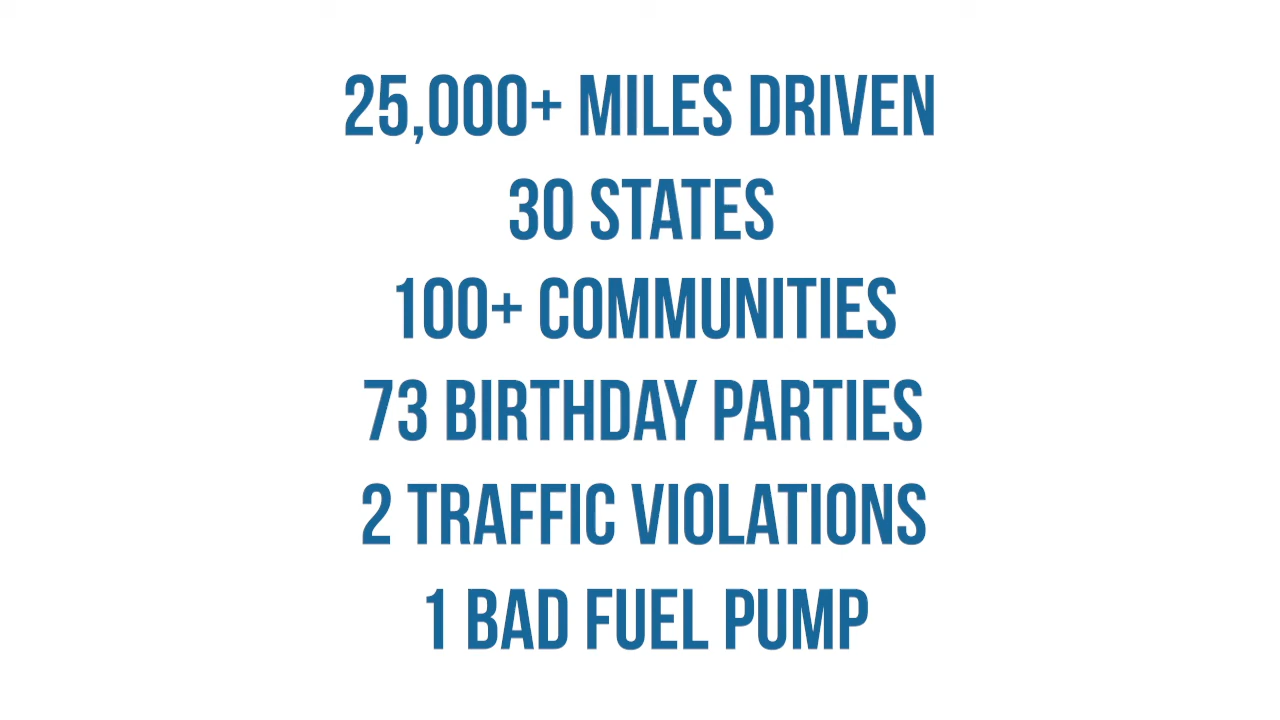 25,000+ MILES DRIVEN
30 STATES
100+ COMMUNITIES
73 BIRTHDAY PARTIES
2 TRAFFIC VIOLATIONS
1 BAD FUEL PUMP